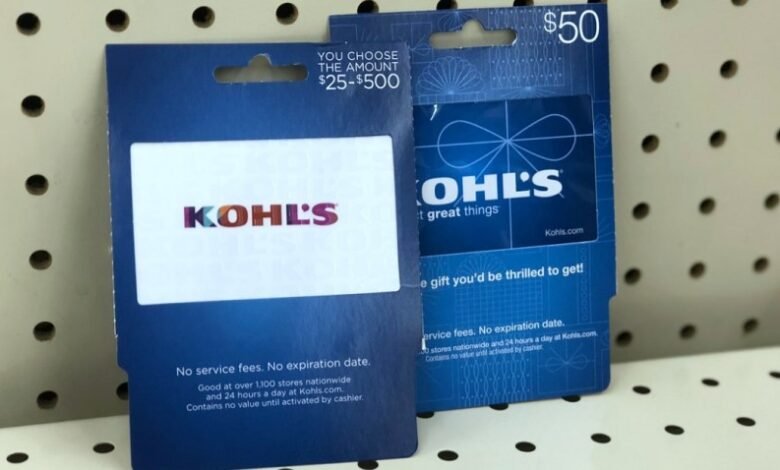 YOU CHOOSE
THE AMOUNT
$25-$500
KOHL'S
No service fees. No expiration date.
Good at over 1,100 stores nationwide
and 24 hours a day at Kohls.com.
Contains no value until activated by cashier.
$50
OHL'S
t great things
Kohls.com
e gift you'd be thrilled to get!
ervice fees. No expiration date.
00 stores nationwide and 24 hours a day at Kohls.com.
Contains no value until activated by cashier.